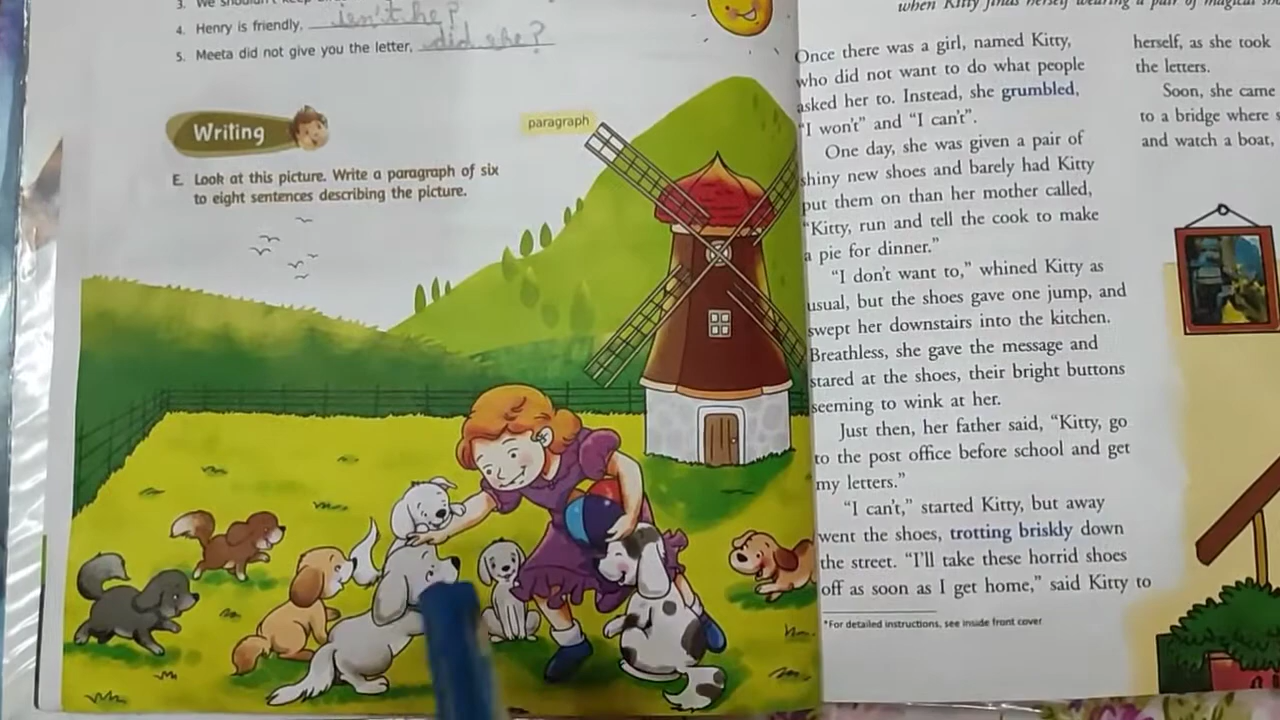 4. Henry is friendly, isn't he?
5. Meeta did not give you the letter, did she?
Writing
paragraph
E. Look at this picture. Write a paragraph of six
to eight sentences describing the picture.
when Kitty finds herself wearing a pair of magical
Once there was a girl, named Kitty,
who did not want to do what people
asked her to. Instead, she grumbled,
"I won't" and "I can't".
One day, she was given a pair of
shiny new shoes and barely had Kitty
put them on than her mother called,
"Kitty, run and tell the cook to make
a pie for dinner."
"I don't want to," whined Kitty as
usual, but the shoes gave one jump, and
swept her downstairs into the kitchen.
Breathless, she gave the message and
stared at the shoes, their bright buttons
seeming to wink at her.
Just then, her father said, "Kitty, go
to the post office before school and get
my letters."
"I can't," started Kitty, but away
went the shoes, trotting briskly down
the street. "I'll take these horrid shoes
off as soon as I get home," said Kitty to
*For detailed instructions, see inside front cover
herself, as she took
the letters.
Soon, she came
to a bridge where
and watch a boat,